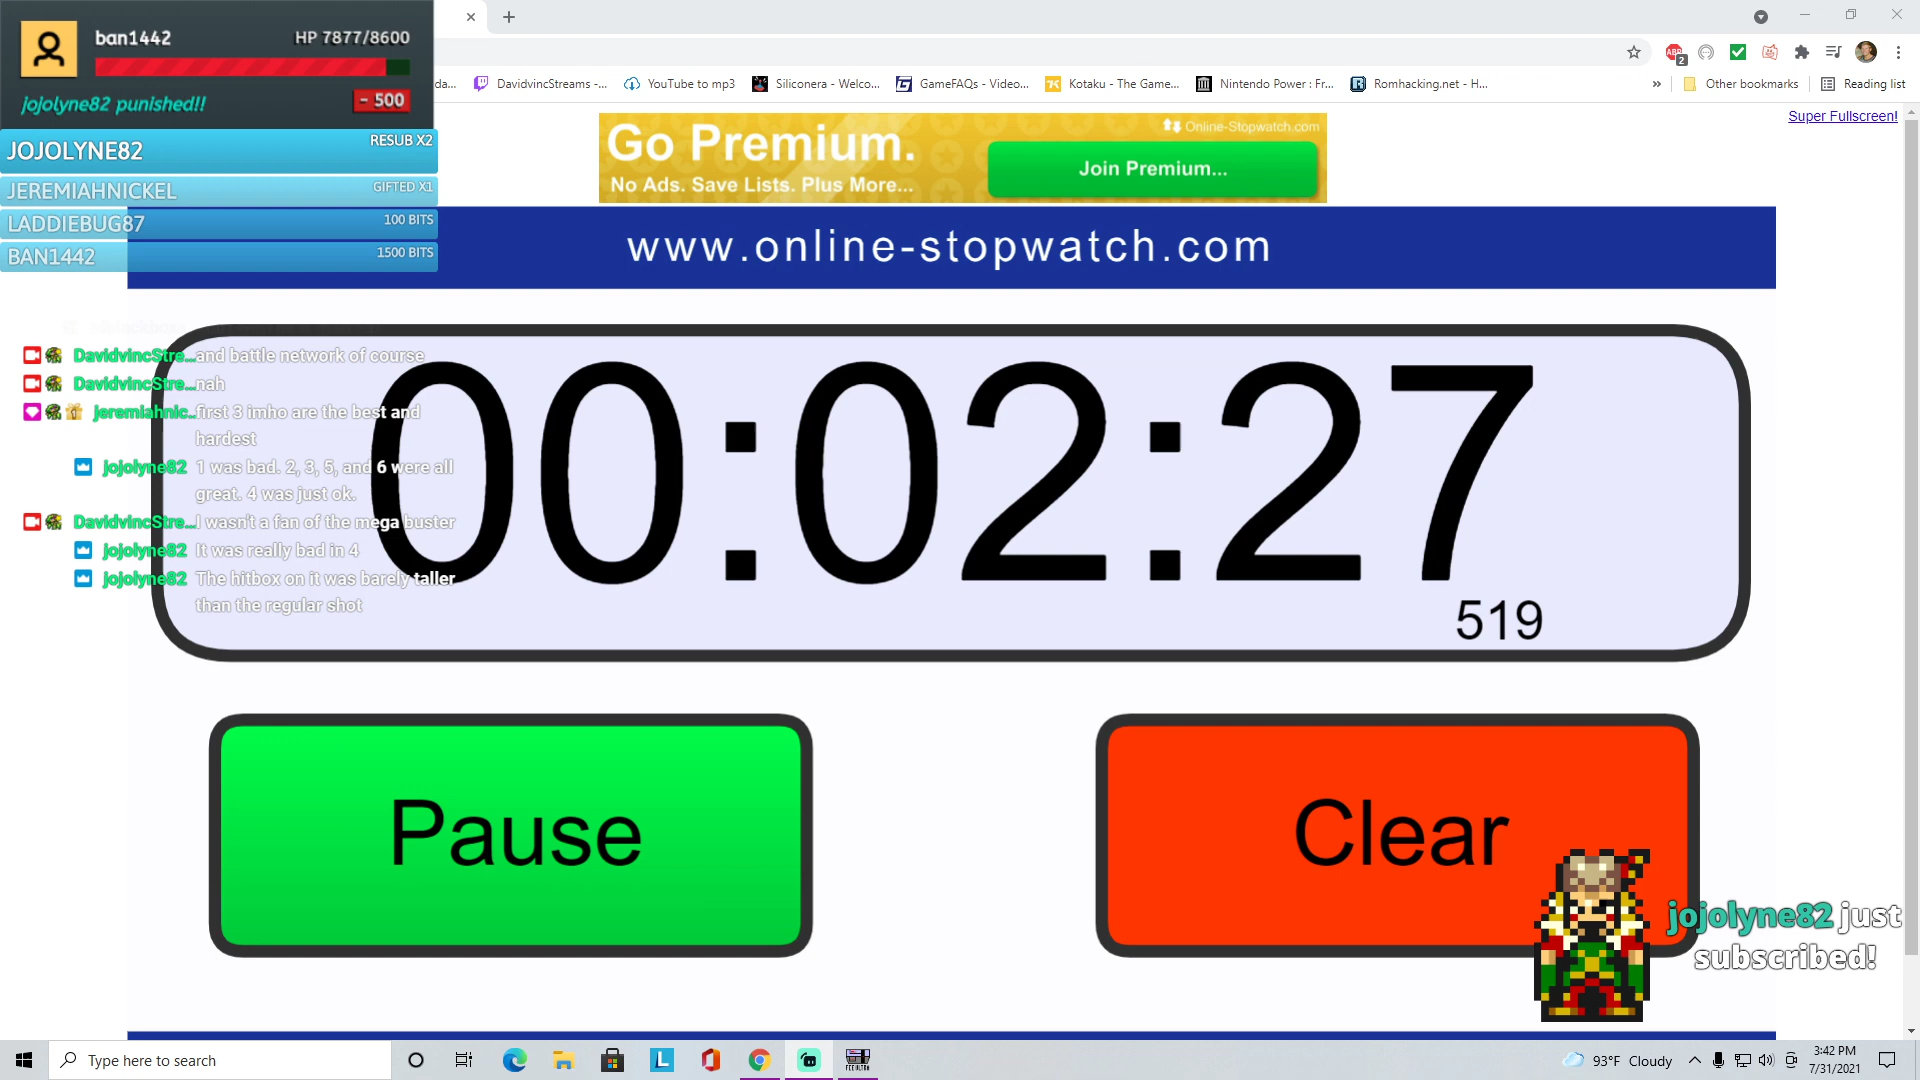 ban1442
HP 7877/8600
jojolyne82 punished!!
- 500
JOJOLYNE82
RESUB X2
JEREMIAHNICKEL
GIFTED X1
LADDIEBUG87
100 BITS
BAN1442
1500 BITS
da...
DavidvincStreams -...
YouTube to mp3
Siliconera - Welco...
GameFAQs - Video...
Kotaku - The Game...
Nintendo Power : Fr...
Romhacking.net - H...
»
Other bookmarks
Reading list
ABP
2
Super Fullscreen!
Go Premium.
No Ads. Save Lists. Plus More...
Online-Stopwatch.com
Join Premium...
www.online-stopwatch.com
00:02:27
519
DavidvincStre... and battle network of course
DavidvincStre... nah
jeremiahnic... first 3 imho are the best and
hardest
jojolyne82 1 was bad. 2, 3, 5, and 6 were all
great. 4 was just ok.
DavidvincStre... I wasn't a fan of the mega buster
jojolyne82 It was really bad in 4
jojolyne82 The hitbox on it was barely taller
than the regular shot
Pause
Clear
jojolyne82 just
subscribed!
Type here to search
L
FCEULTRA
93°F Cloudy
3:42 PM
7/31/2021